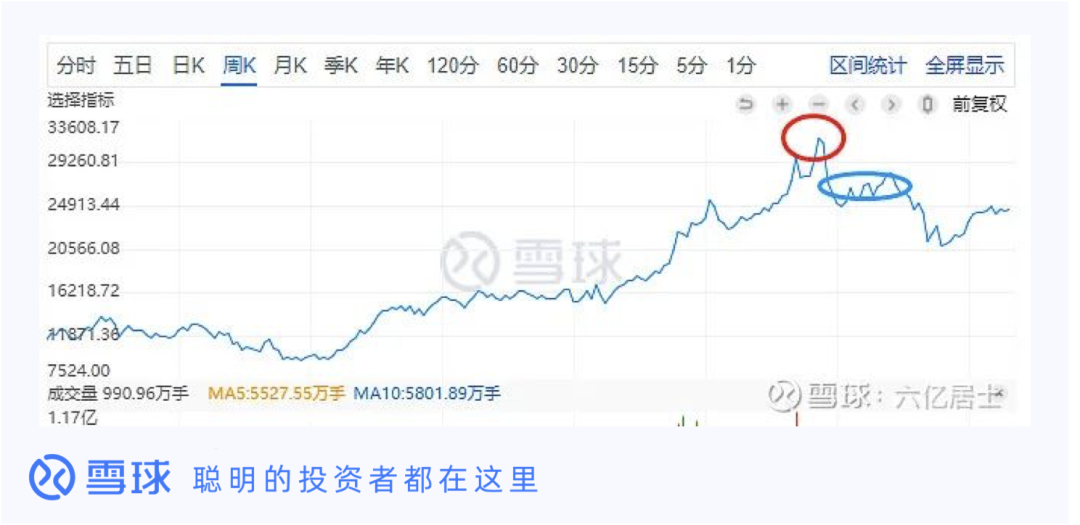 分时 五日 日K 周K 月K 季K 年K 120分 60分 30分 15分 5分 1分 区间统计 全屏显示
选择指标 前复权
33608.17
29260.81
24913.44
20566.08
16218.72
11871.36
7524.00
雪球
成交量 990.96万手 MA5:5527.55万手 MA10:5801.89万手
雪球：六亿居士
1.17亿
雪球 聪明的投资者都在这里